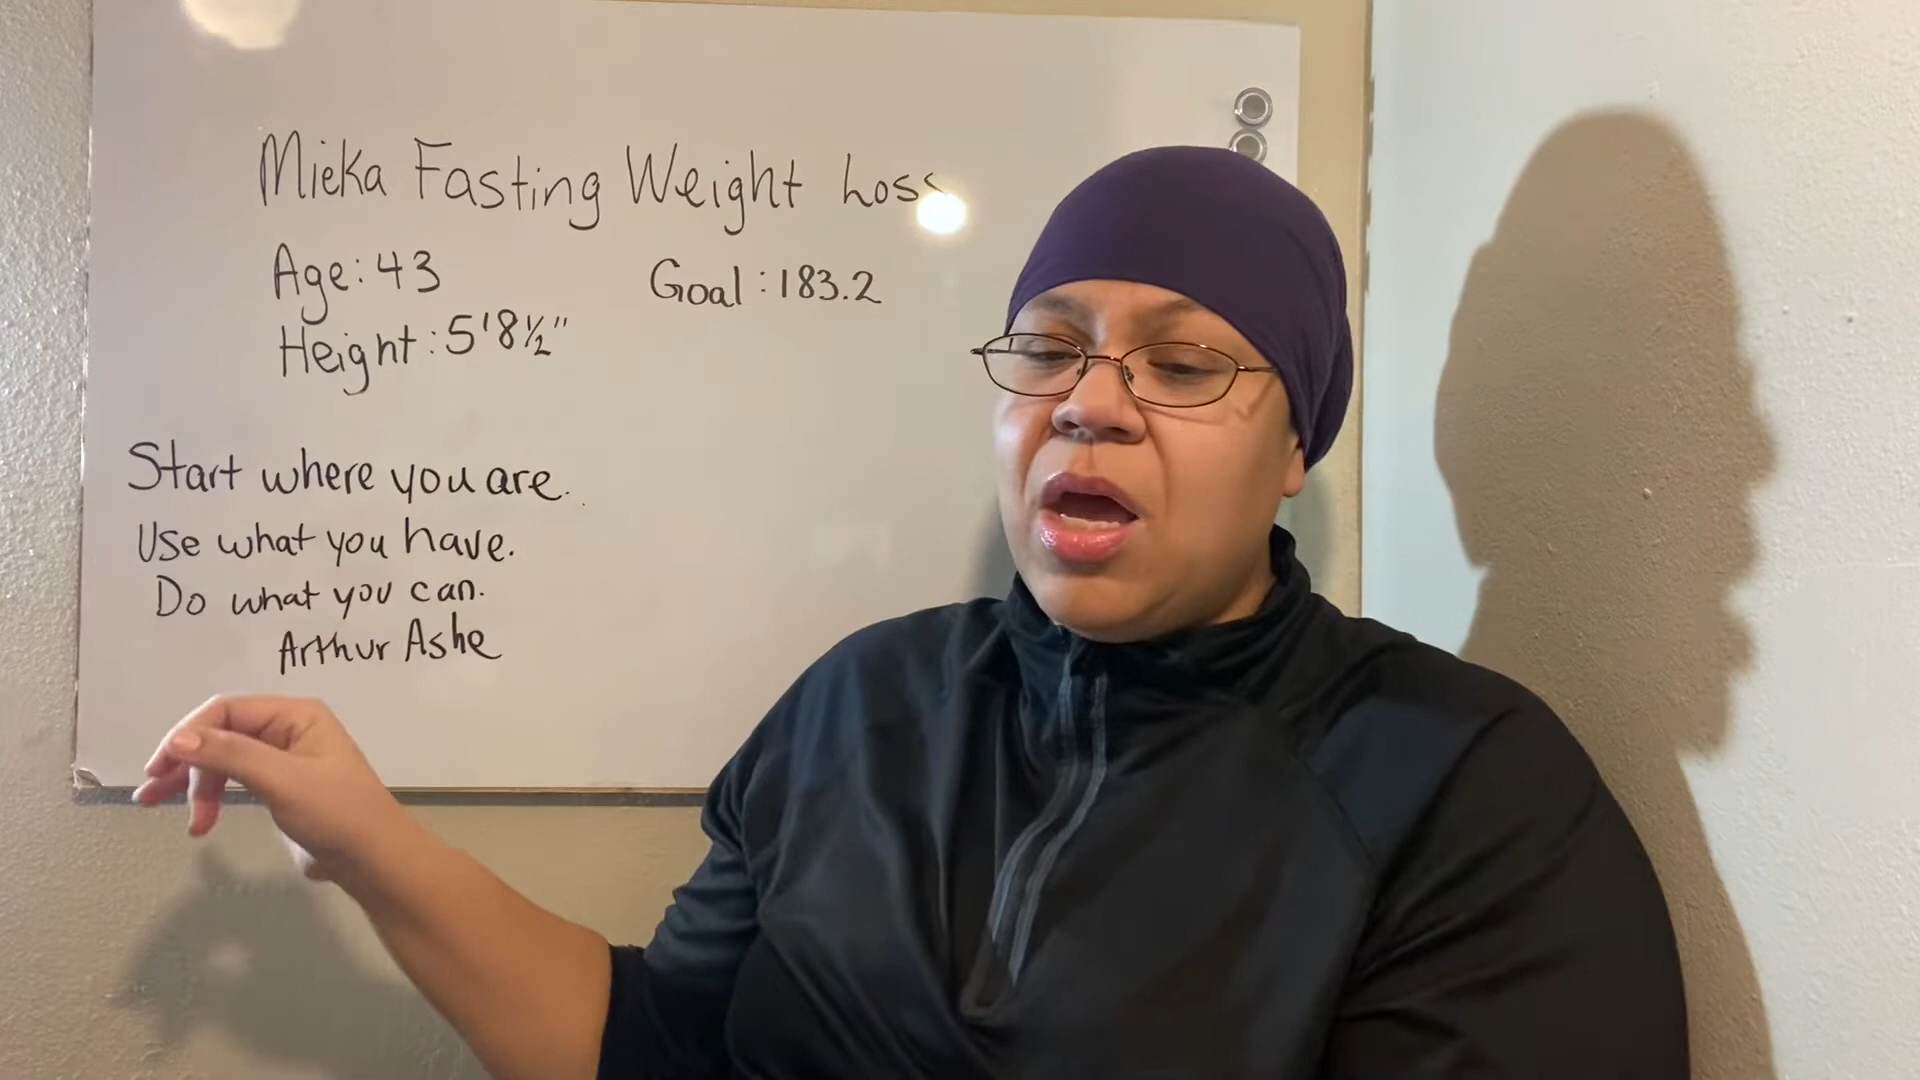 Mieka Fasting Weight Loss
Age: 43
Goal: 183.2
Height: 5'8½"
Start where you are.
Use what you have.
Do what you can.
Arthur Ashe